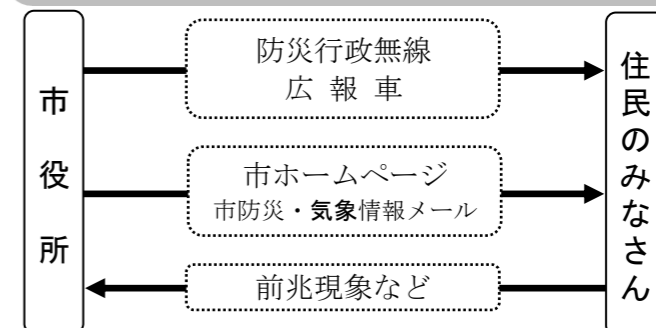 市役所
防災行政無線
広報車
市ホームページ
市防災・気象情報メール
前兆現象など
住民のみなさん